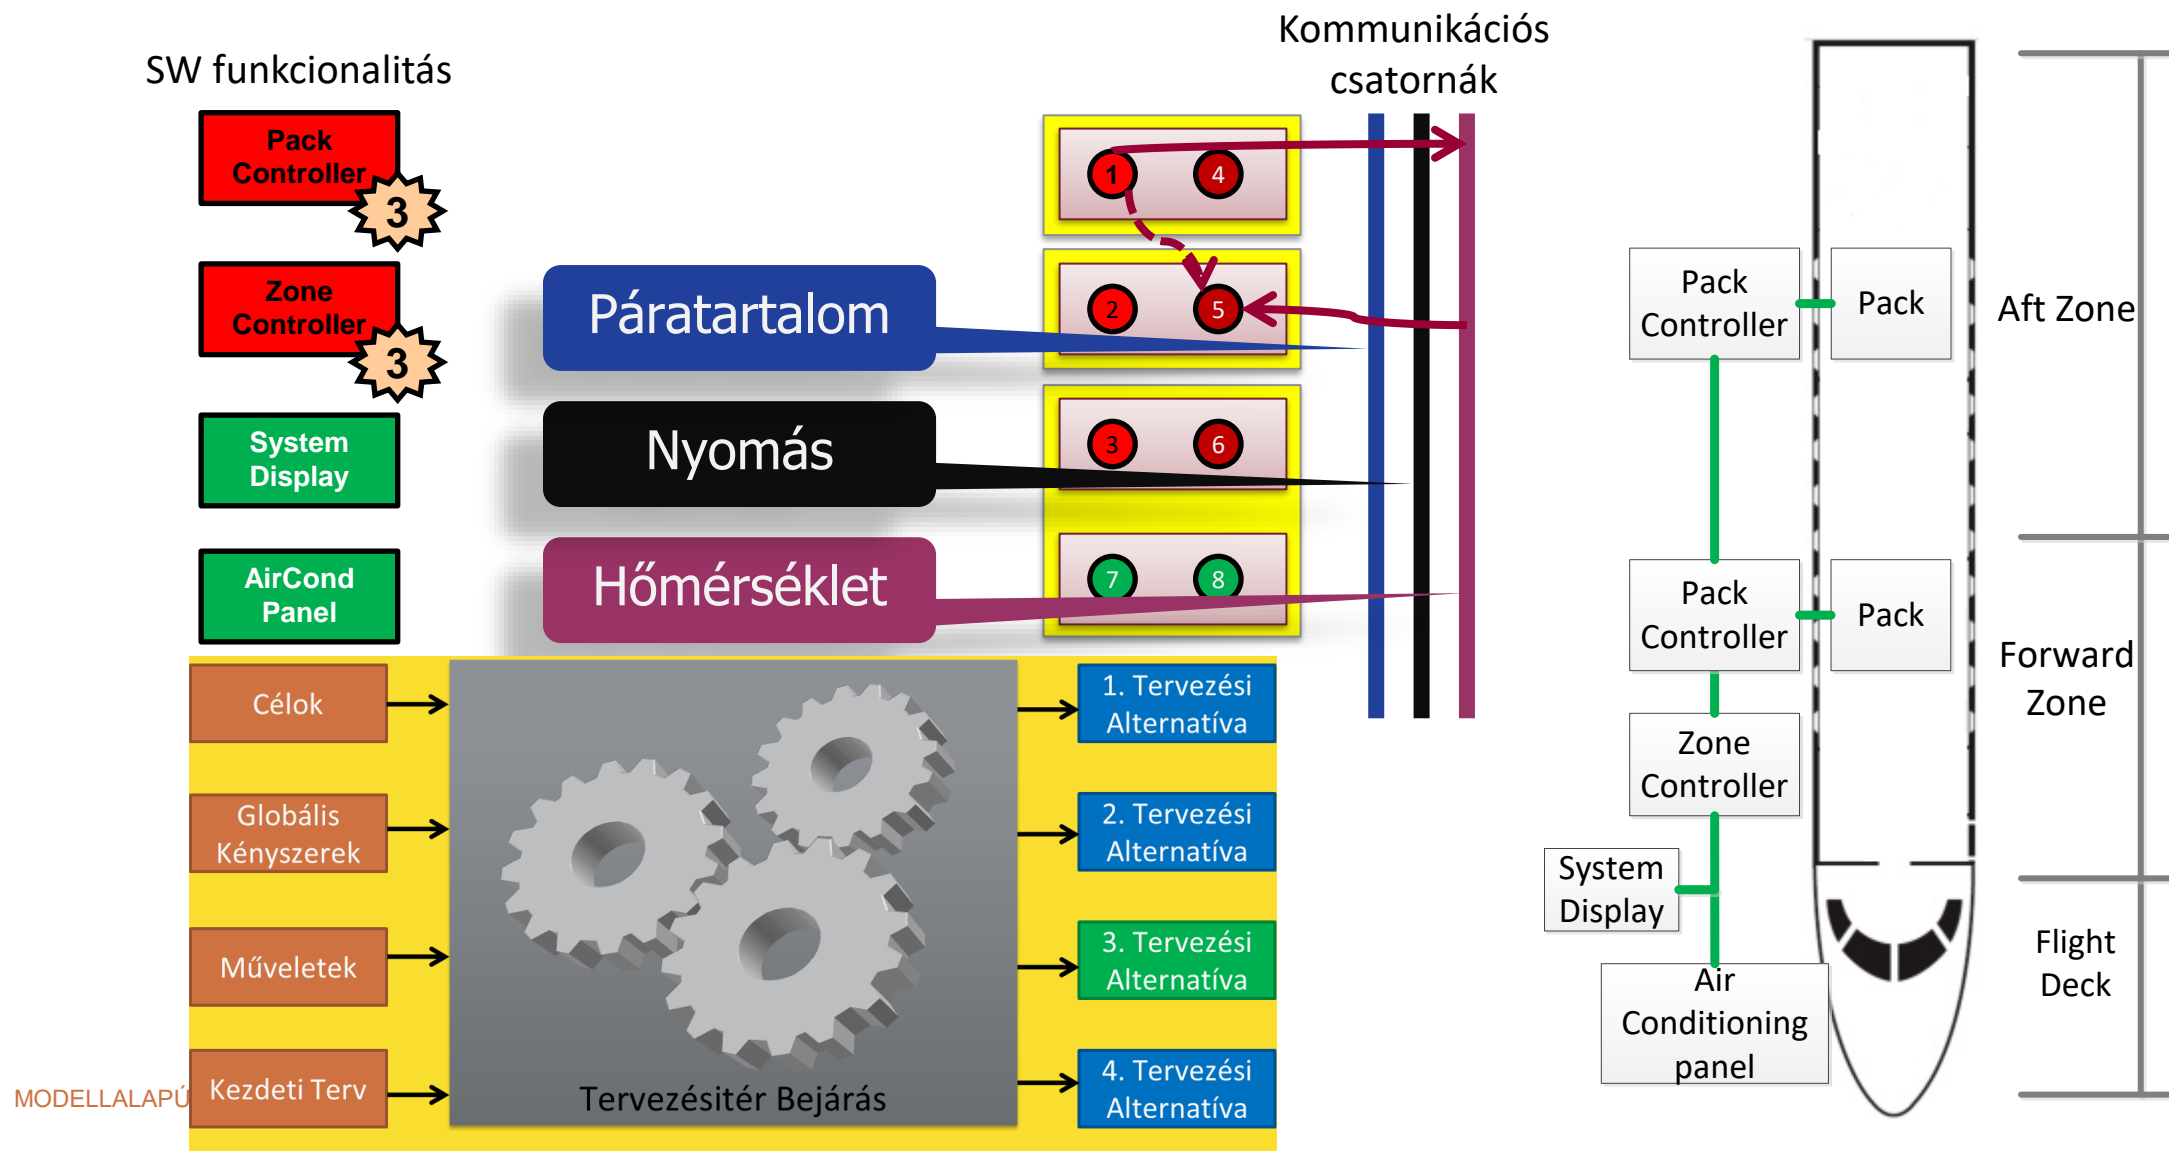 Kommunikációs
csatornák
SW funkcionalitás
Pack
Controller
3
Zone
Controller
3
System
Display
AirCond
Panel
Páratartalom
Nyomás
Hőmérséklet
1
4
2
5
3
6
7
8
Célok
Globális
Kényszerek
Műveletek
Kezdeti Terv
MODELLALAPÚ
Tervezésitér Bejárás
1. Tervezési
Alternatíva
2. Tervezési
Alternatíva
3. Tervezési
Alternatíva
4. Tervezési
Alternatíva
Pack
Controller
Pack
Aft Zone
Pack
Controller
Pack
Forward
Zone
Zone
Controller
System
Display
Flight
Deck
Air
Conditioning
panel